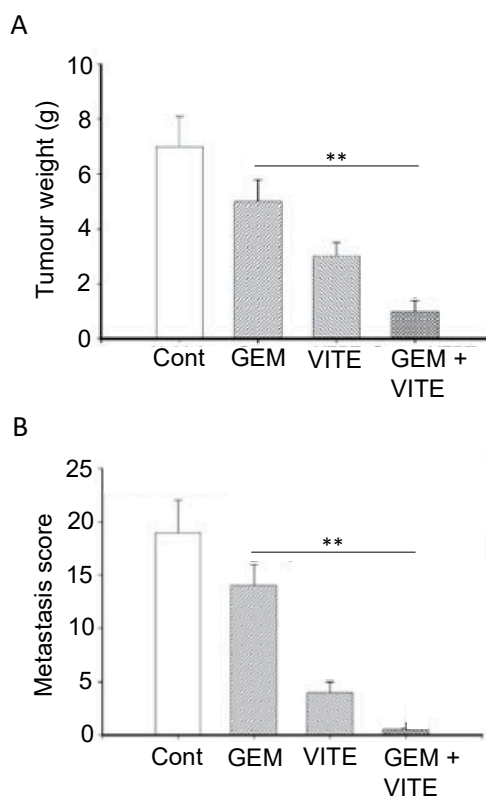 A
Tumour weight (g)
10
8
6
4
2
0
**
Cont
GEM
VITE
GEM +
VITE
B
Metastasis score
25
20
15
10
5
0
**
Cont
GEM
VITE
GEM +
VITE